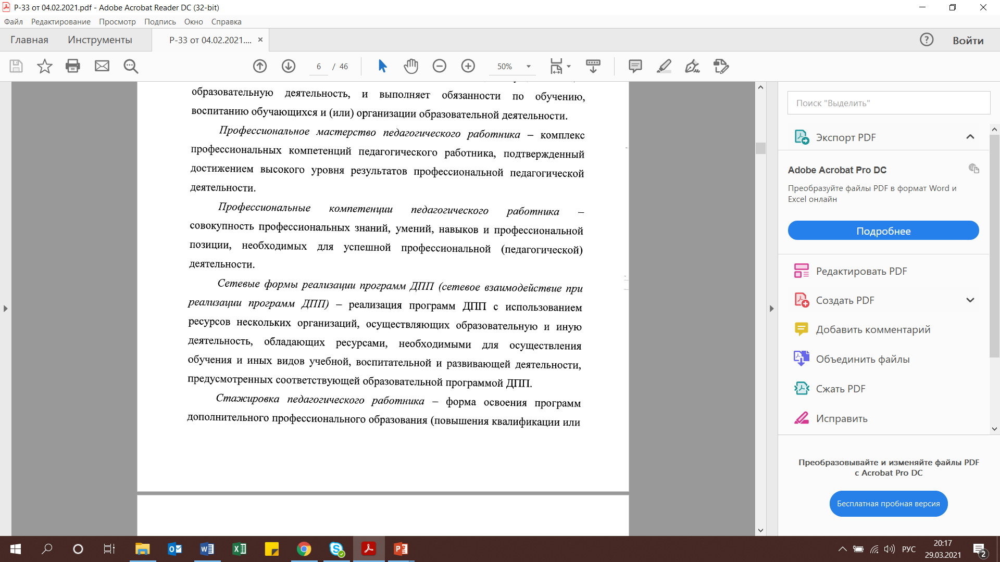 P-33 от 04.02.2021.pdf - Adobe Acrobat Reader DC (32-bit)
Файл Редактирование Просмотр Подпись Окно Справка
Главная Инструменты P-33 от 04.02.2021.... × ? Войти
6 / 46 50%
образовательную деятельность, и выполняет обязанности по обучению,
воспитанию обучающихся и (или) организации образовательной деятельности.
Профессиональное мастерство педагогического работника – комплекс
профессиональных компетенций педагогического работника, подтвержденный
достижением высокого уровня результатов профессиональной педагогической
деятельности.
Профессиональные компетенции педагогического работника –
совокупность профессиональных знаний, умений, навыков и профессиональной
позиции, необходимых для успешной профессиональной (педагогической)
деятельности.
Сетевые формы реализации программ ДПП (сетевое взаимодействие при
реализации программ ДПП) – реализация программ ДПП с использованием
ресурсов нескольких организаций, осуществляющих образовательную и иную
деятельность, обладающих ресурсами, необходимыми для осуществления
обучения и иных видов учебной, воспитательной и развивающей деятельности,
предусмотренных соответствующей образовательной программой ДПП.
Стажировка педагогического работника – форма освоения программ
дополнительного профессионального образования (повышения квалификации или
Поиск "Выделить"
Экспорт PDF
Adobe Acrobat Pro DC
Преобразуйте файлы PDF в формат Word и
Excel онлайн
Подробнее
Редактировать PDF
Создать PDF
Добавить комментарий
Объединить файлы
Сжать PDF
Исправить
Преобразовывайте и изменяйте файлы PDF
с Acrobat Pro DC
Бесплатная пробная версия
РУС
20:17
29.03.2021
2